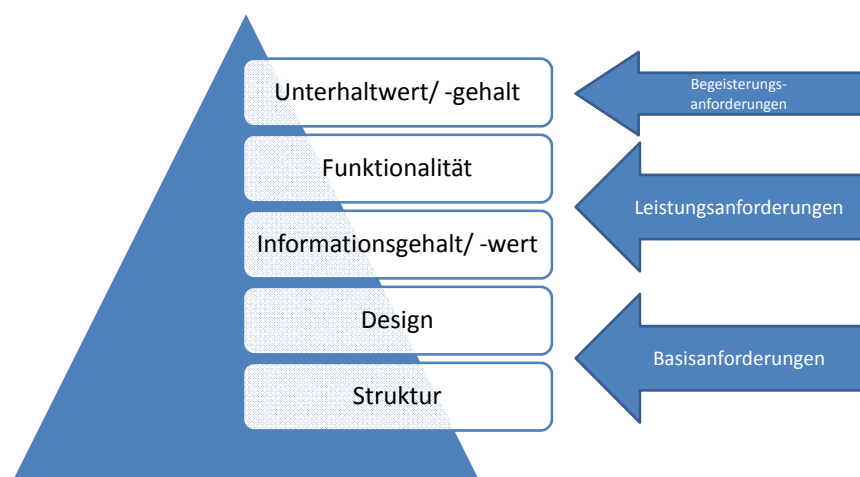 Unterhaltwert/ -gehalt
Begeisterungs-
anforderungen
Funktionalität
Leistungsanforderungen
Informationsgehalt/ -wert
Design
Basisanforderungen
Struktur